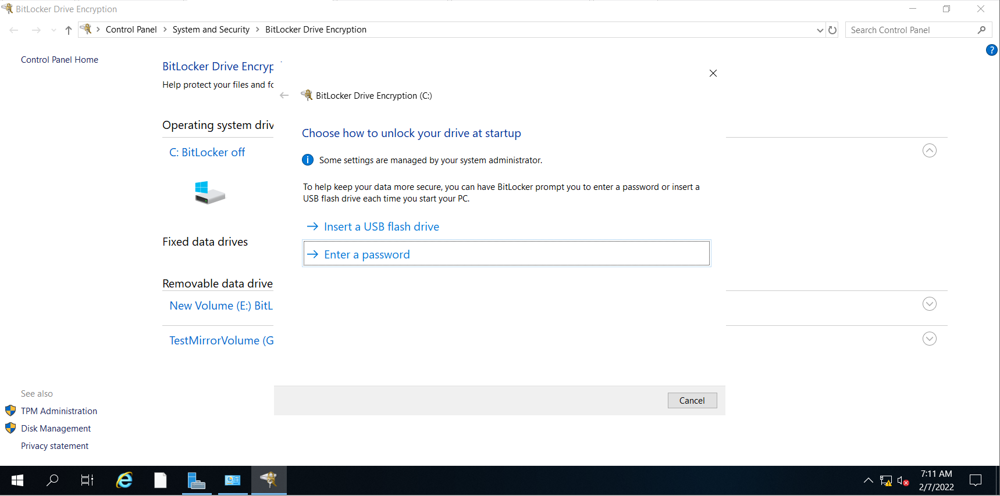 BitLocker Drive Encryption
Control Panel > System and Security > BitLocker Drive Encryption
Search Control Panel
Control Panel Home
BitLocker Drive Encryp
Help protect your files and fo
Operating system driv
C: BitLocker off
Fixed data drives
Removable data drive
New Volume (E:) BitL
TestMirrorVolume (G
BitLocker Drive Encryption (C:)
Choose how to unlock your drive at startup
Some settings are managed by your system administrator.
To help keep your data more secure, you can have BitLocker prompt you to enter a password or insert a
USB flash drive each time you start your PC.
Insert a USB flash drive
Enter a password
Cancel
See also
TPM Administration
Disk Management
Privacy statement
7:11 AM
2/7/2022